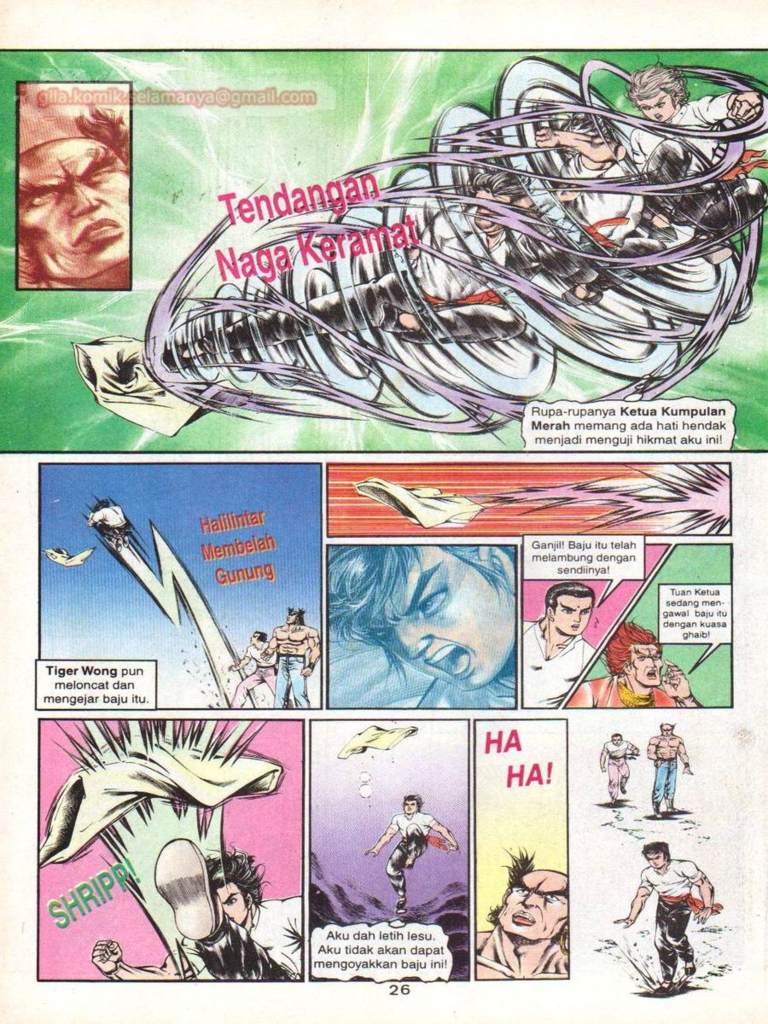 gila.komik.selamanya@gmail.com
Tendangan
Naga Keramat
Rupa-rupanya Ketua Kumpulan
Merah memang ada hati hendak
menjadi menguji hikmat aku ini!
Halilintar
Membelah
Gunung
Tiger Wong pun
meloncat dan
mengejar baju itu.
Ganjil! Baju itu telah
melambung dengan
sendiinya!
Tuan Ketua
sedang men-
gawal baju itu
dengan kuasa
ghaib!
SHRIPP!
Aku dah letih lesu.
Aku tidak akan dapat
mengoyakkan baju ini!
HA
HA!
26